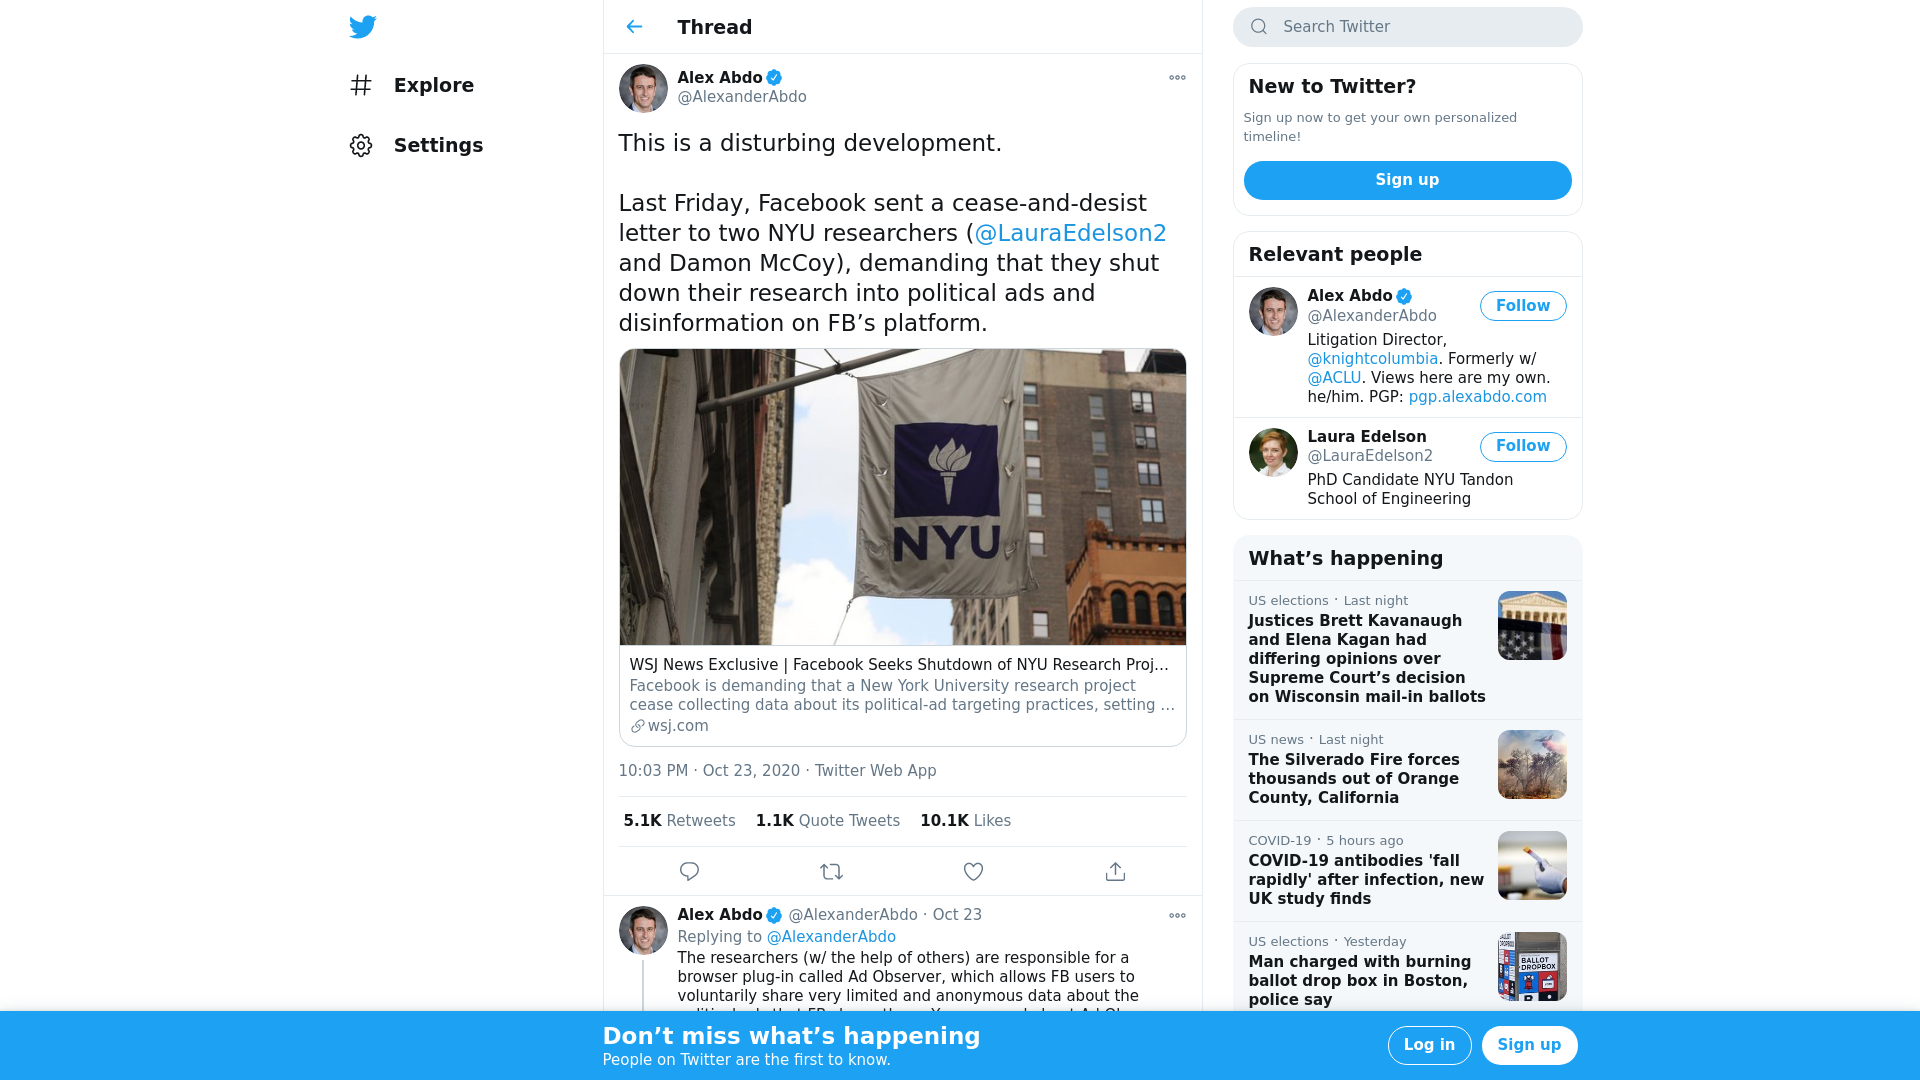 Explore
Settings
Thread
Alex Abdo
@AlexanderAbdo
This is a disturbing development.
Last Friday, Facebook sent a cease-and-desist
letter to two NYU researchers (@LauraEdelson2
and Damon McCoy), demanding that they shut
down their research into political ads and
disinformation on FB’s platform.
NYU
WSJ News Exclusive | Facebook Seeks Shutdown of NYU Research Proj…
Facebook is demanding that a New York University research project
cease collecting data about its political-ad targeting practices, setting …
wsj.com
10:03 PM · Oct 23, 2020 · Twitter Web App
5.1K Retweets 1.1K Quote Tweets 10.1K Likes
Alex Abdo @AlexanderAbdo · Oct 23
Replying to @AlexanderAbdo
The researchers (w/ the help of others) are responsible for a
browser plug-in called Ad Observer, which allows FB users to
voluntarily share very limited and anonymous data about the
Search Twitter
New to Twitter?
Sign up now to get your own personalized
timeline!
Sign up
Relevant people
Alex Abdo
@AlexanderAbdo
Follow
Litigation Director,
@knightcolumbia. Formerly w/
@ACLU. Views here are my own.
he/him. PGP: pgp.alexabdo.com
Laura Edelson
@LauraEdelson2
Follow
PhD Candidate NYU Tandon
School of Engineering
What’s happening
US elections · Last night
Justices Brett Kavanaugh
and Elena Kagan had
differing opinions over
Supreme Court’s decision
on Wisconsin mail-in ballots
US news · Last night
The Silverado Fire forces
thousands out of Orange
County, California
COVID-19 · 5 hours ago
COVID-19 antibodies 'fall
rapidly' after infection, new
UK study finds
US elections · Yesterday
Man charged with burning
ballot drop box in Boston,
police say
BALLOT
DROPBOX
Don’t miss what’s happening
People on Twitter are the first to know.
Log in
Sign up